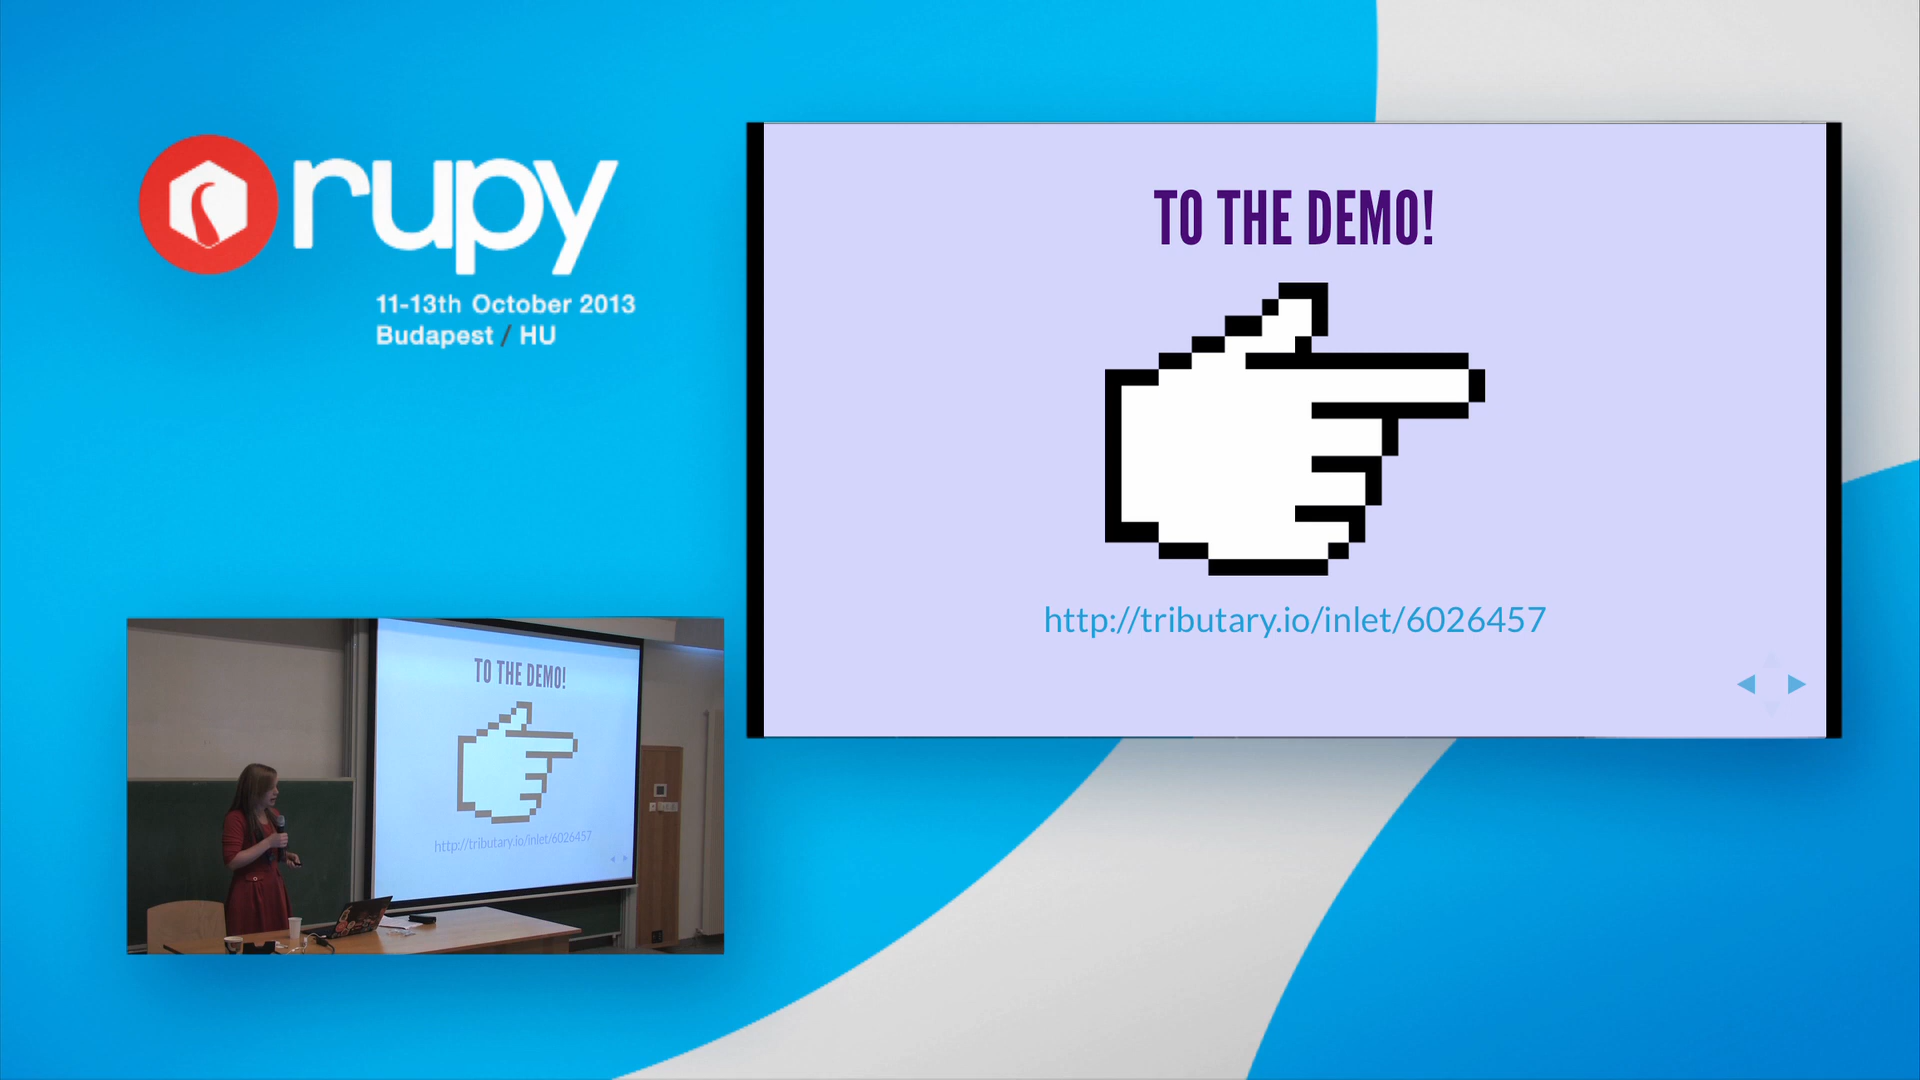 rupy
11-13th October 2013
Budapest / HU
TO THE DEMO!
http://tributary.io/inlet/6026457
TO THE DEMO!
http://tributary.io/inlet/6026457